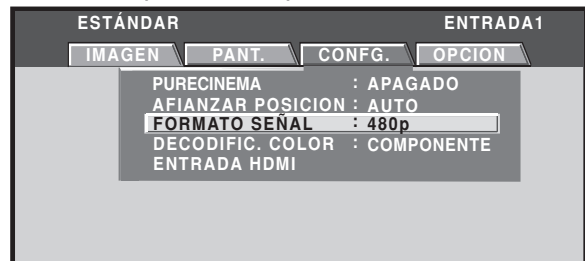 ESTÁNDAR ENTRADA1
IMAGEN PANT. CONFG. OPCION
PURECINEMA : APAGADO
AFIANZAR POSICION : AUTO
FORMATO SEÑAL : 480p
DECODIFIC. COLOR : COMPONENTE
ENTRADA HDMI